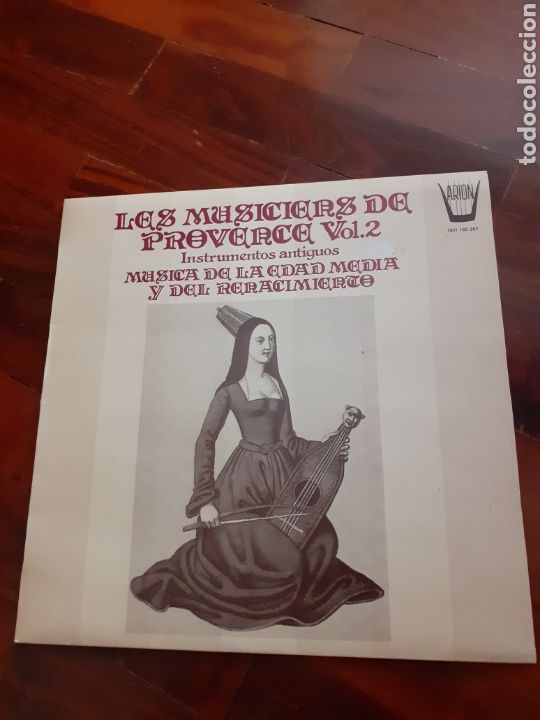 LES MUSICIENS DE
PROVENCE Vol.2
Instrumentos antiguos
MUSICA DE LA EDAD MEDIA
Y DEL RENACIMIENTO
ARION
todocoleccion